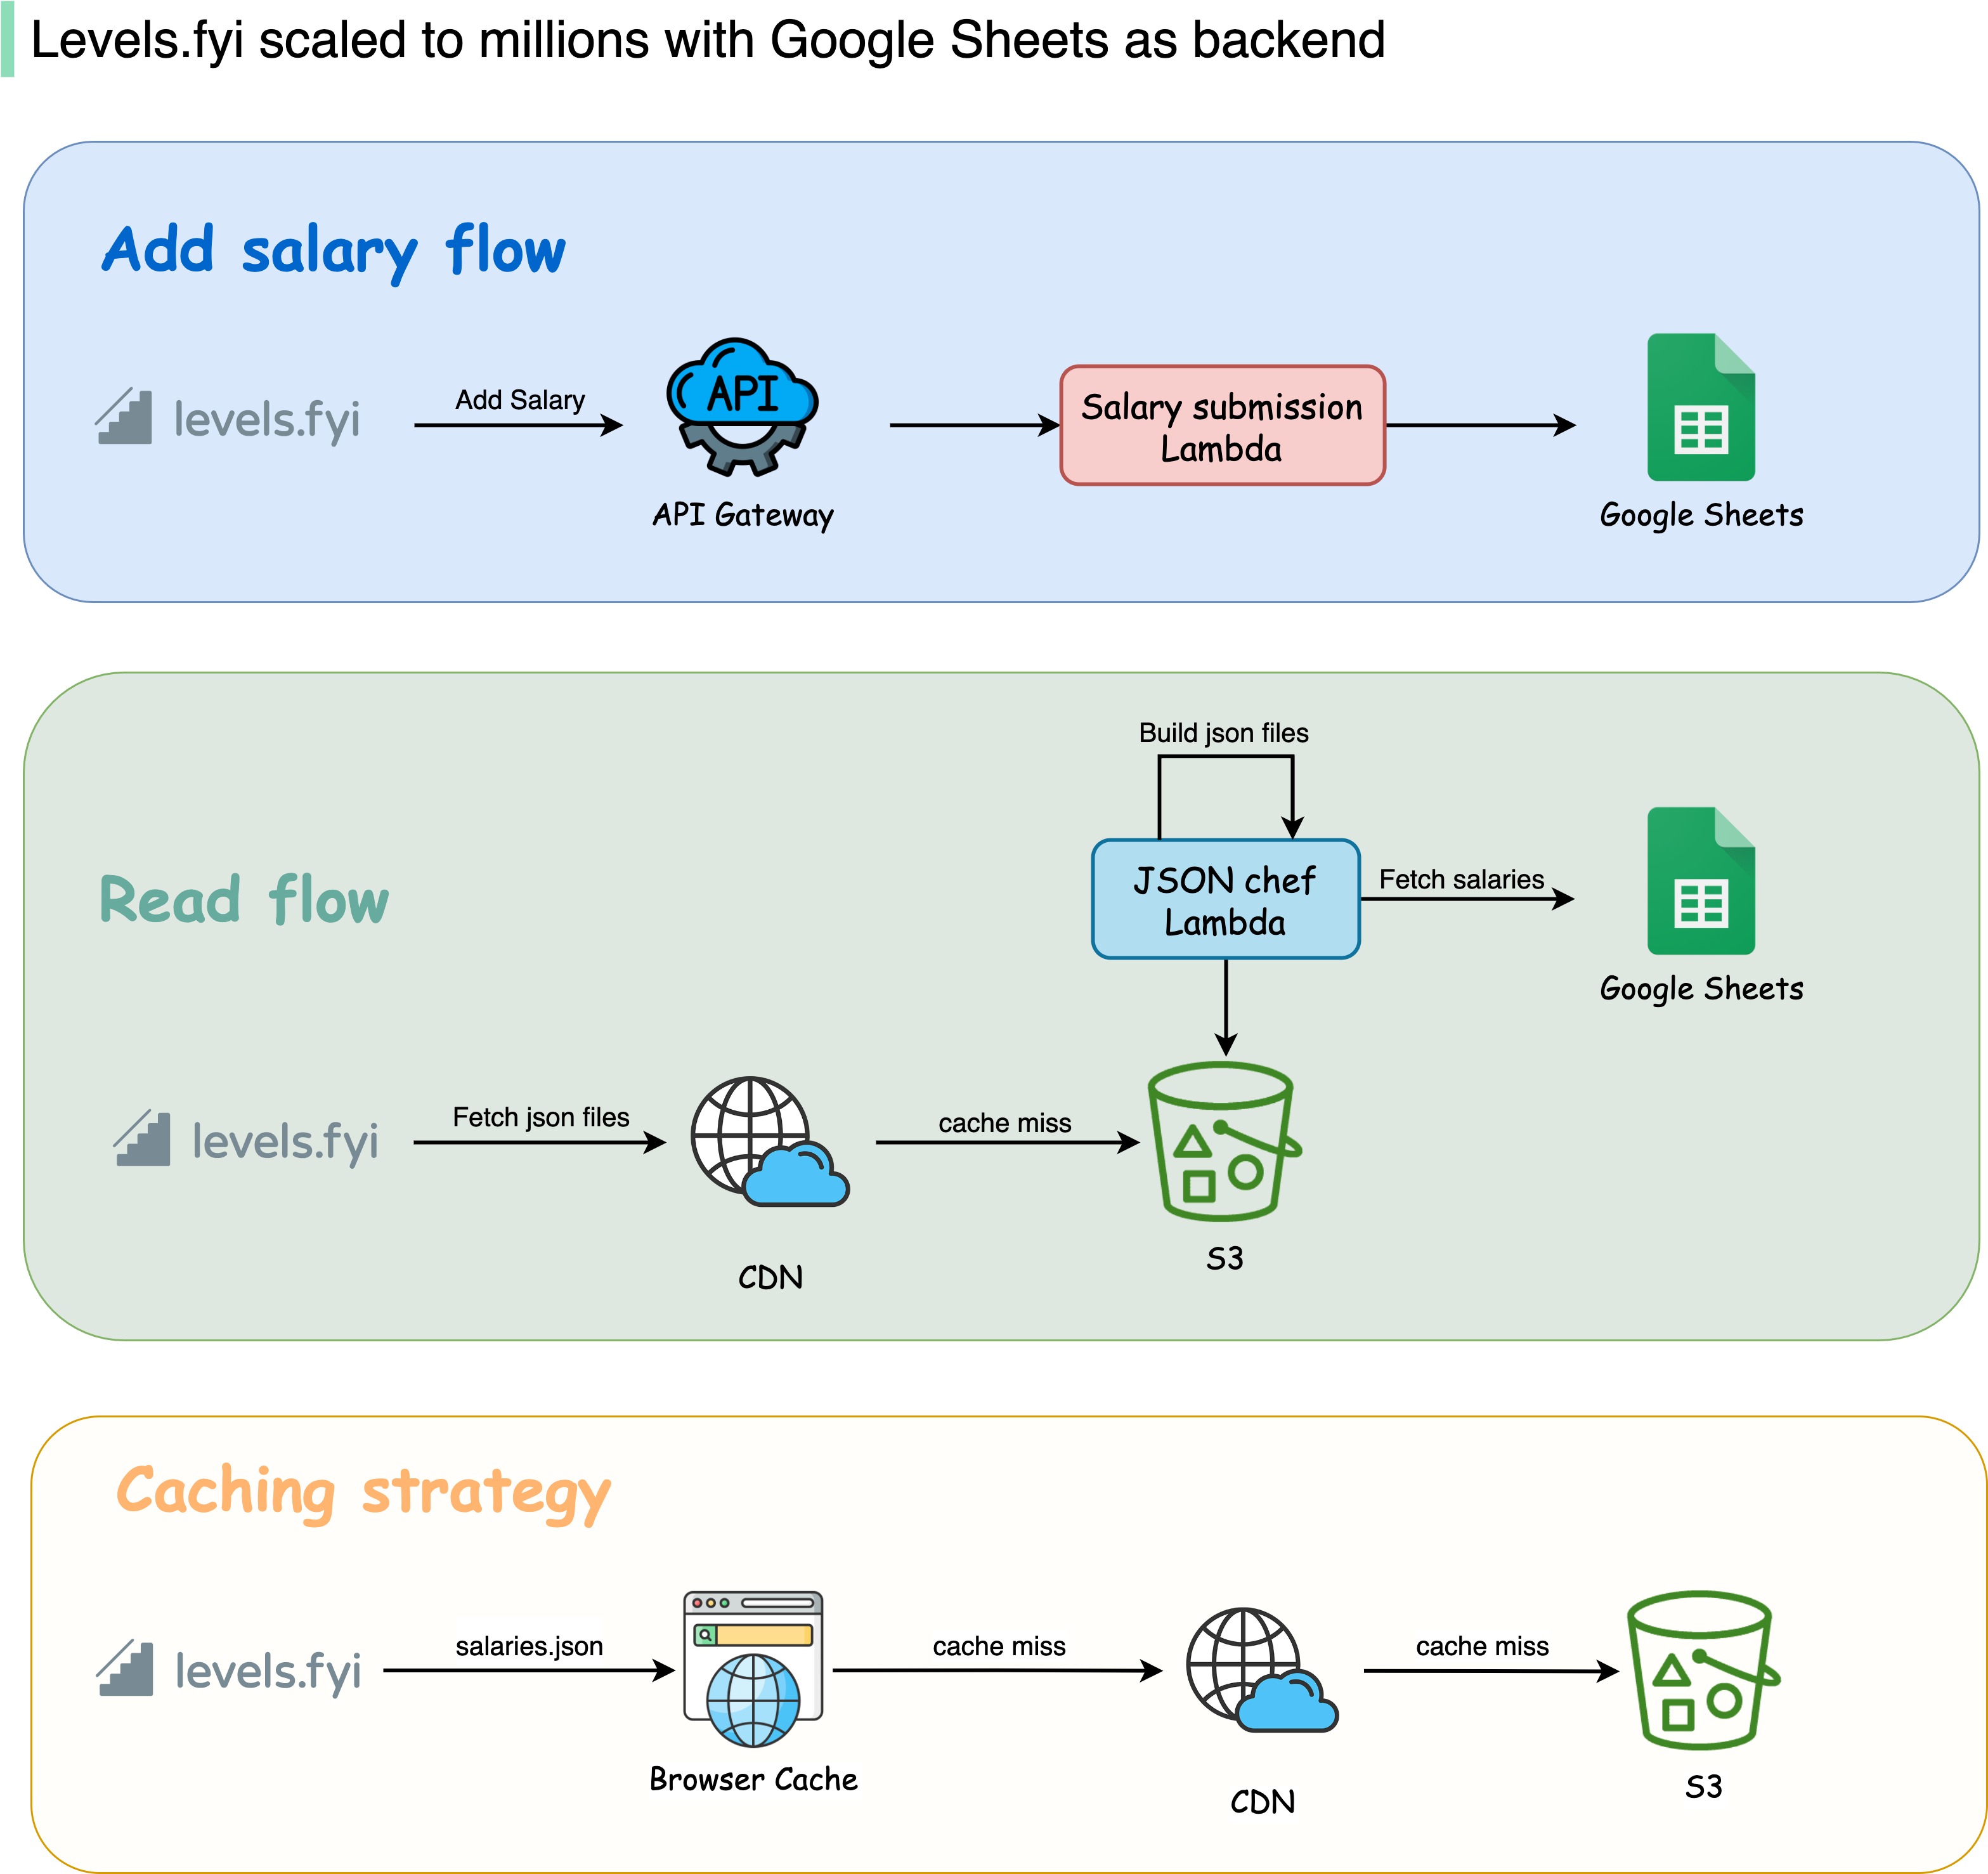 Levels.fyi scaled to millions with Google Sheets as backend
Add salary flow
levels.fyi
Add Salary
API
API Gateway
Salary submission
Lambda
Google Sheets
Read flow
Build json files
JSON chef
Lambda
Fetch salaries
Google Sheets
levels.fyi
Fetch json files
CDN
cache miss
S3
Caching strategy
levels.fyi
salaries.json
Browser Cache
cache miss
CDN
cache miss
S3